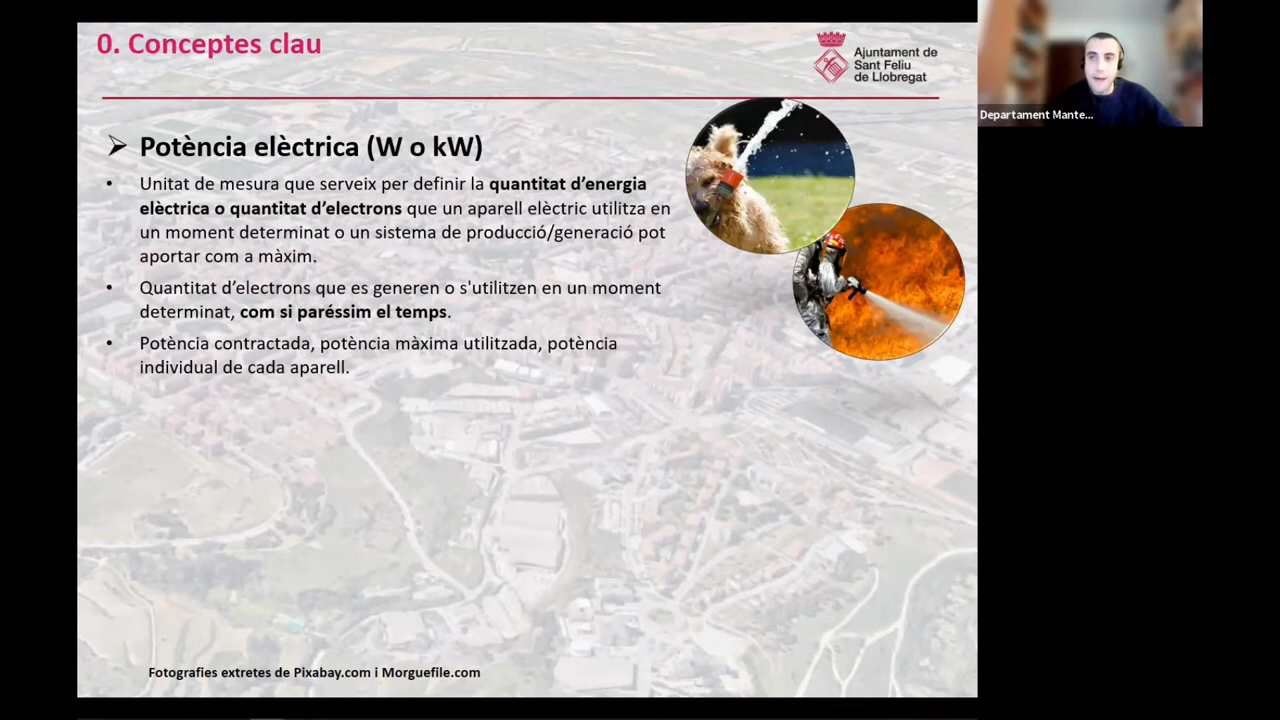 0. Conceptes clau
Ajuntament de
Sant Feliu
de Llobregat
Departament Mante...
➢ Potència elèctrica (W o kW)
• Unitat de mesura que serveix per definir la quantitat d’energia
elèctrica o quantitat d’electrons que un aparell elèctric utilitza en
un moment determinat o un sistema de producció/generació pot
aportar com a màxim.
• Quantitat d’electrons que es generen o s'utilitzen en un moment
determinat, com si paréssim el temps.
• Potència contractada, potència màxima utilitzada, potència
individual de cada aparell.
Fotografies extretes de Pixabay.com i Morguefile.com